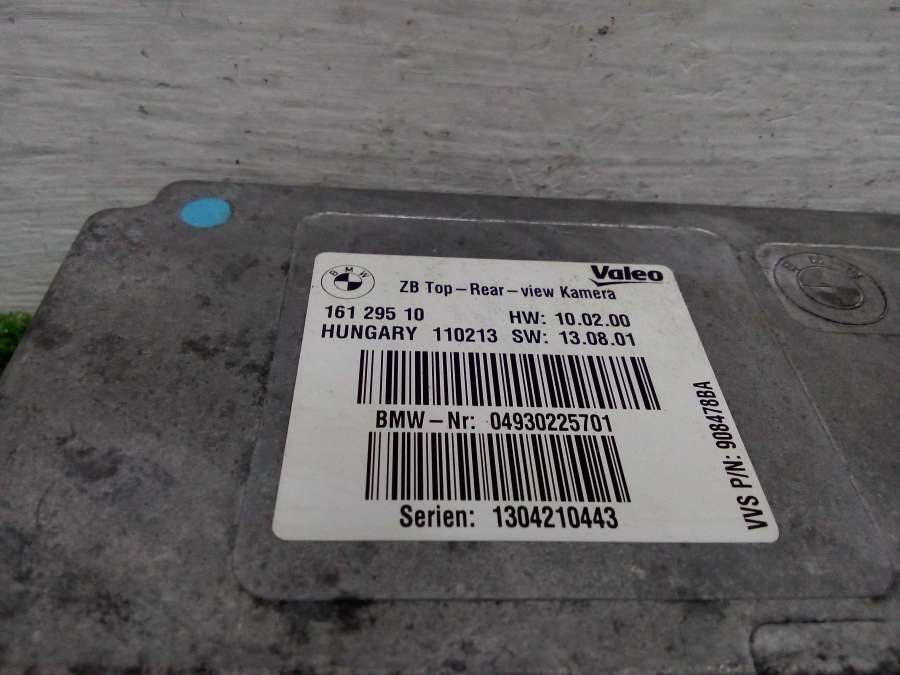 BMW
Valeo
ZB Top-Rear-view Kamera
161 295 10 HW: 10.02.00
HUNGARY 110213 SW: 13.08.01
BMW-Nr: 04930225701
Serien: 1304210443
VVS P/N: 908478BA
BMW